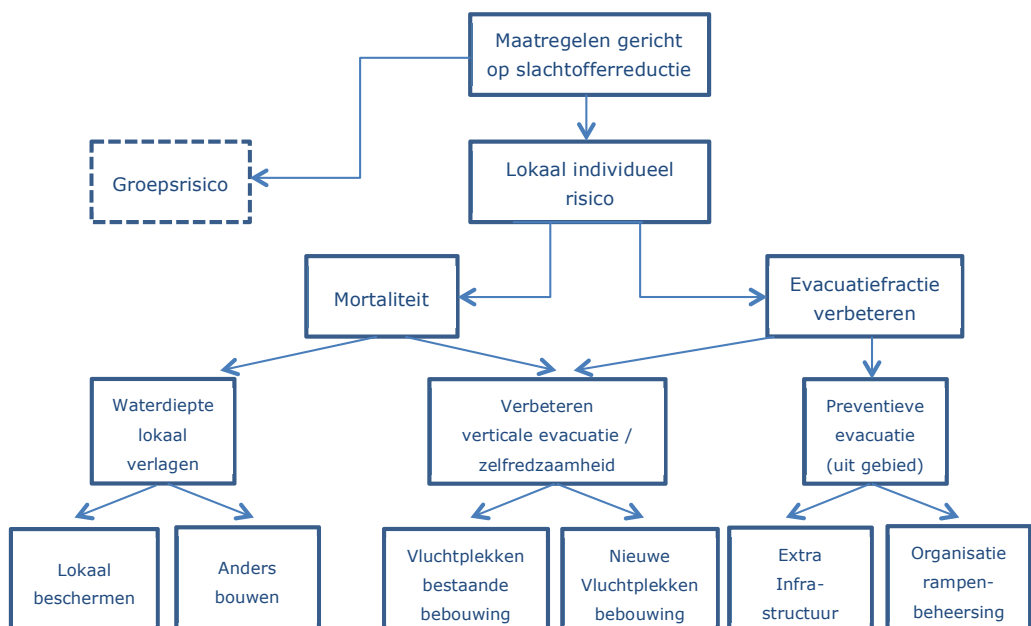 Maatregelen gericht
op slachtofferreductie
Groepsrisico
Lokaal individueel
risico
Mortaliteit
Evacuatiefractie
verbeteren
Waterdiepte
lokaal
verlagen
Verbeteren
verticale evacuatie /
zelfredzaamheid
Preventieve
evacuatie
(uit gebied)
Lokaal
beschermen
Anders
bouwen
Vluchtplekken
bestaande
bebouwing
Nieuwe
Vluchtplekken
bebouwing
Extra
Infra-
structuur
Organisatie
rampen-
beheersing